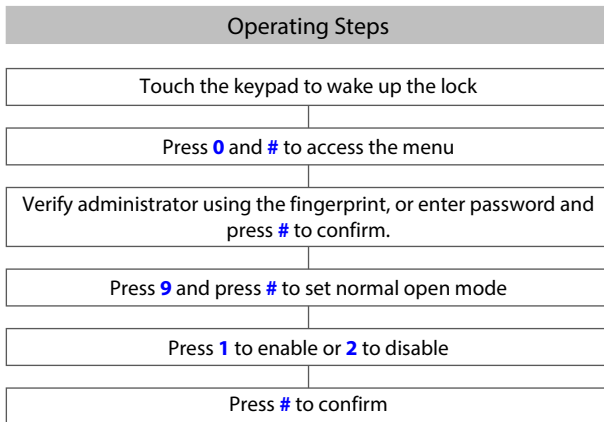 Operating Steps
Touch the keypad to wake up the lock
Press 0 and # to access the menu
Verify administrator using the fingerprint, or enter password and
press # to confirm.
Press 9 and press # to set normal open mode
Press 1 to enable or 2 to disable
Press # to confirm